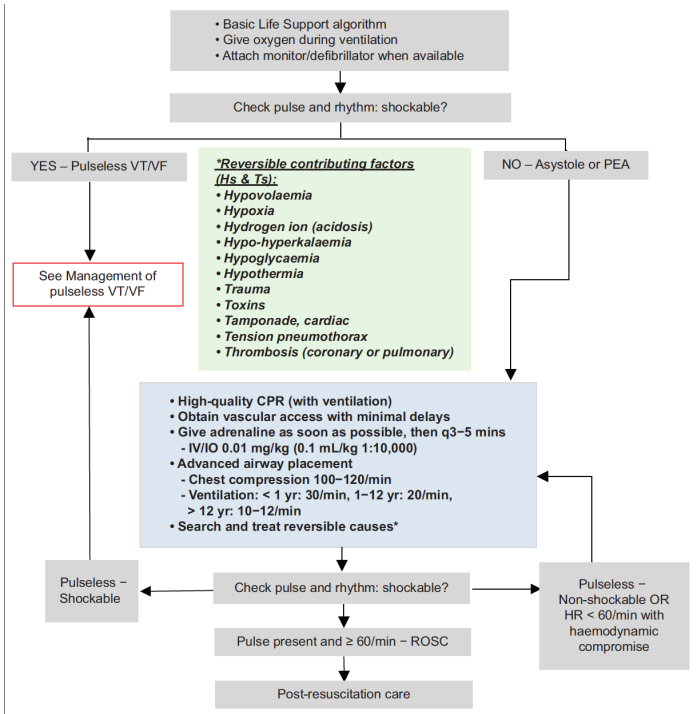 • Basic Life Support algorithm
• Give oxygen during ventilation
• Attach monitor/defibrillator when available
Check pulse and rhythm: shockable?
YES – Pulseless VT/VF
*Reversible contributing factors
(Hs & Ts):
• Hypovolaemia
• Hypoxia
• Hydrogen ion (acidosis)
• Hypo-hyperkalaemia
• Hypoglycaemia
• Hypothermia
• Trauma
• Toxins
• Tamponade, cardiac
• Tension pneumothorax
• Thrombosis (coronary or pulmonary)
NO – Asystole or PEA
See Management of
pulseless VT/VF
• High-quality CPR (with ventilation)
• Obtain vascular access with minimal delays
• Give adrenaline as soon as possible, then q3−5 mins
- IV/IO 0.01 mg/kg (0.1 mL/kg 1:10,000)
• Advanced airway placement
- Chest compression 100−120/min
- Ventilation: < 1 yr: 30/min, 1−12 yr: 20/min,
> 12 yr: 10−12/min
• Search and treat reversible causes*
Pulseless −
Shockable
Check pulse and rhythm: shockable?
Pulseless −
Non-shockable OR
HR < 60/min with
haemodynamic
compromise
Pulse present and ≥ 60/min − ROSC
Post-resuscitation care